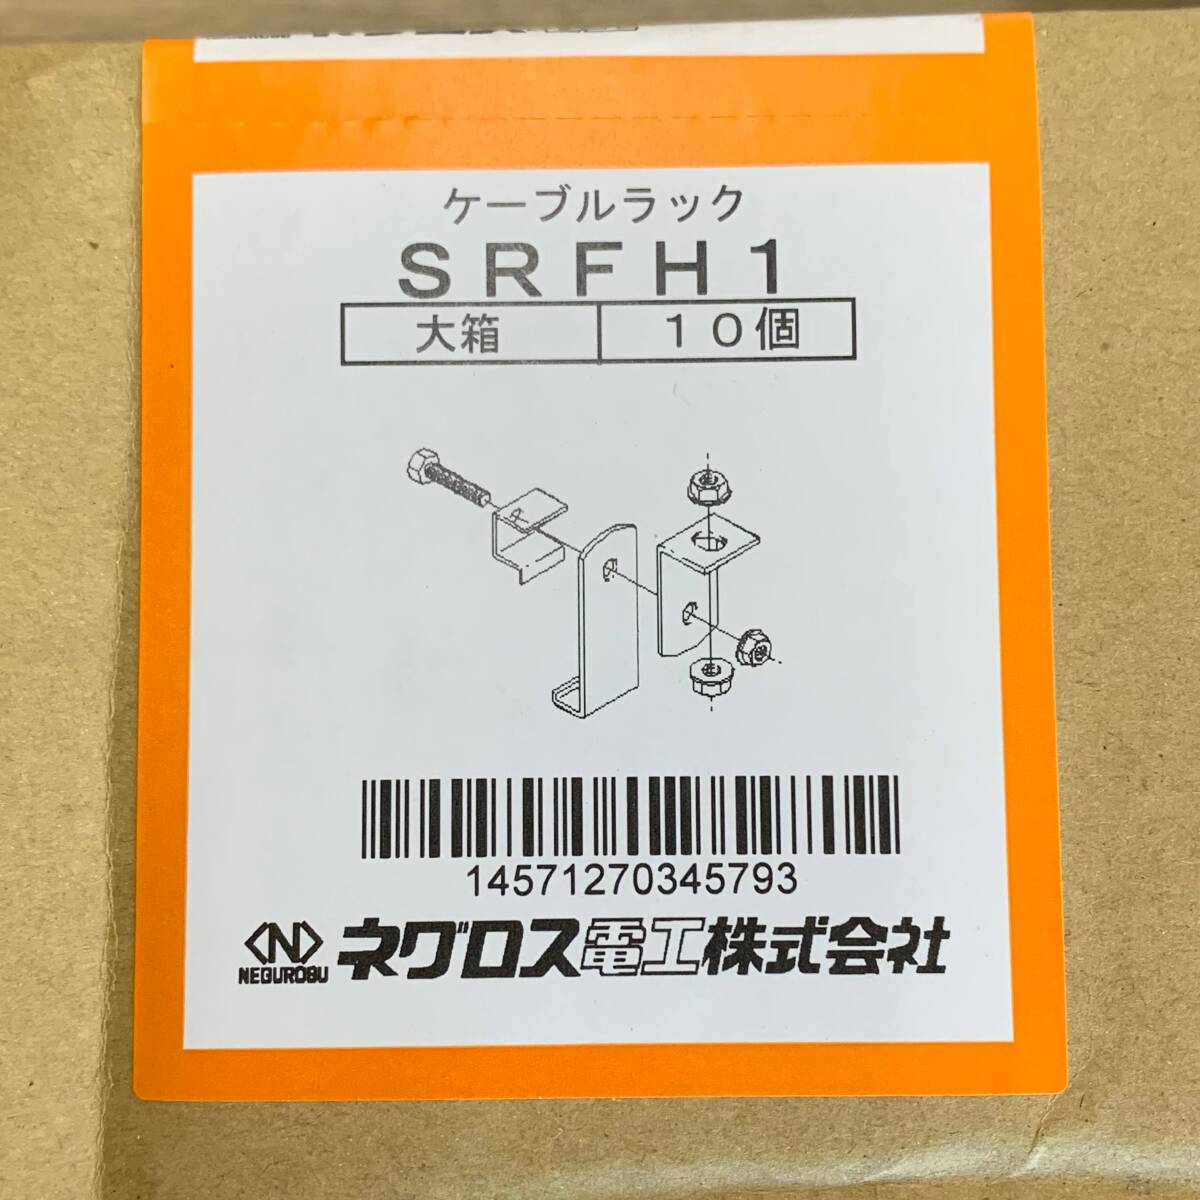 ケーブルラック
SRFH1
大箱 10個
14571270345793
NEGUROSU ネグロス電工株式会社